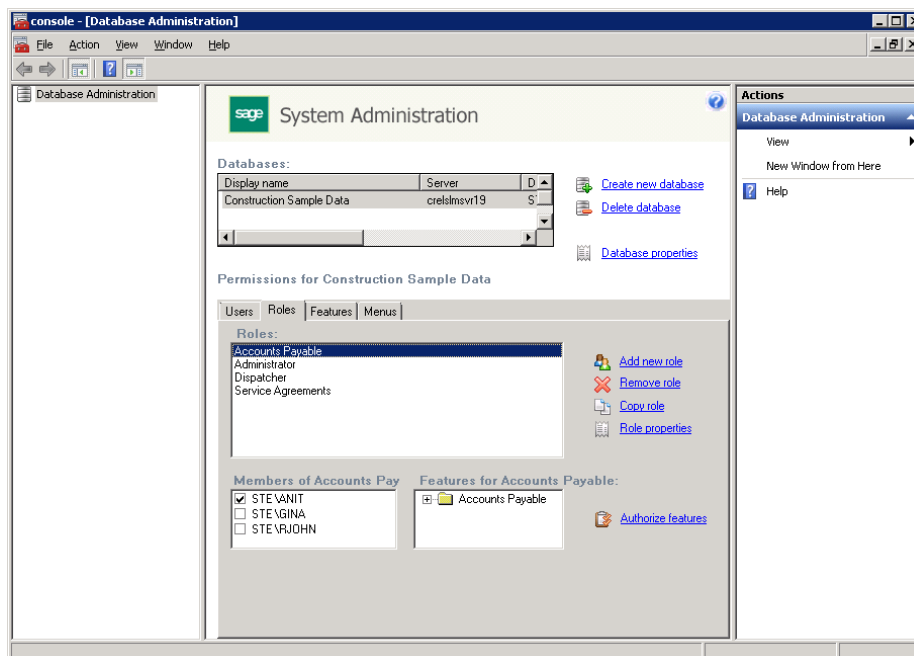 console - [Database Administration]
File Action View Window Help
Database Administration
sage System Administration
Databases:
Display name Server D
Construction Sample Data crelslmsvr19
Create new database
Delete database
Database properties
Permissions for Construction Sample Data
Users Roles Features Menus
Roles:
Accounts Payable
Administrator
Dispatcher
Service Agreements
Add new role
Remove role
Copy role
Role properties
Members of Accounts Pay
STE\ANIT
STE\GINA
STE\RJOHN
Features for Accounts Payable:
Accounts Payable
Authorize features
Actions
Database Administration
View
New Window from Here
Help